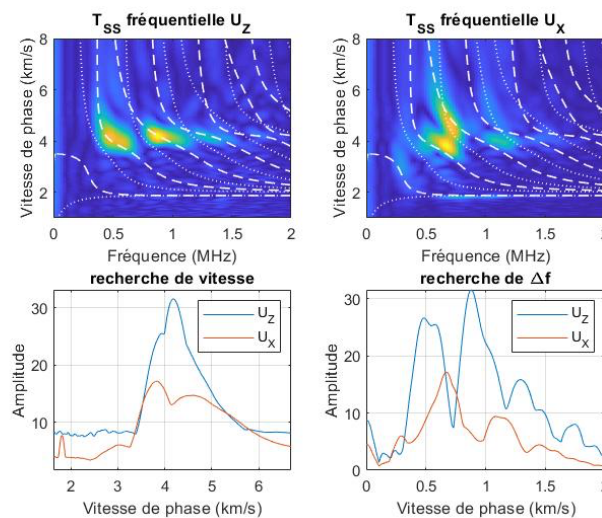 T_SS fréquentielle U_Z
Vitesse de phase (km/s)
8
6
4
2
0 0.5 1 1.5 2
Fréquence (MHz)
T_SS fréquentielle U_X
Vitesse de phase (km/s)
8
6
4
2
0 0.5 1 1.5 2
Fréquence (MHz)
recherche de vitesse
Amplitude
30
20
10
U_Z
U_X
2 3 4 5 6
Vitesse de phase (km/s)
recherche de Δf
Amplitude
30
20
10
0
U_Z
U_X
0 0.5 1 1.5 2
Vitesse de phase (km/s)